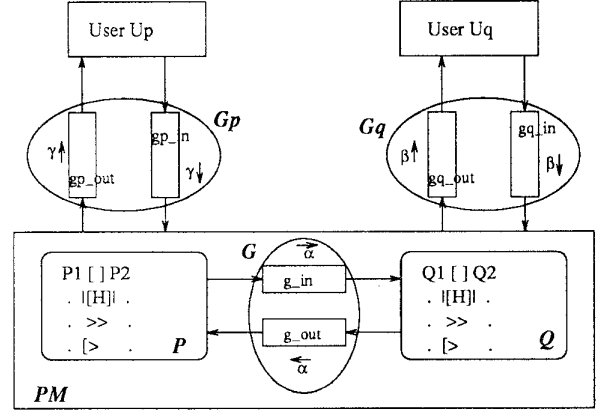 User Up
User Uq
Gp
Gq
gp_in
gq_in
γ↑
β↑
gp_out
γ↓
gq_out
β↓
G
α
P1 [ ] P2
g_in
Q1 [ ] Q2
. |[H]| .
. |[H]| .
. >> .
g_out
. >> .
. [> .
P
α
. [> .
Q
PM